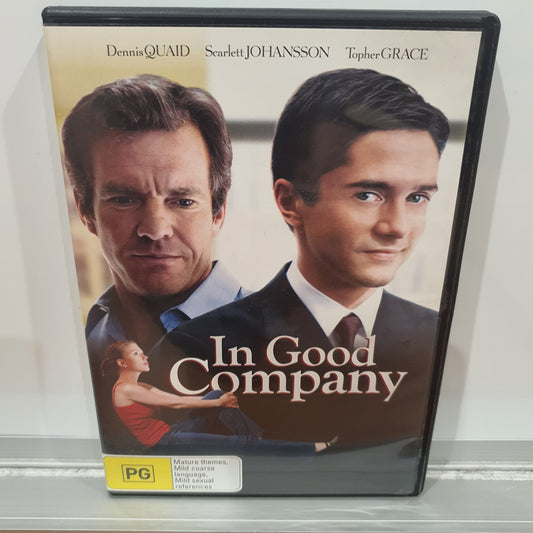 Dennis QUAID Scarlett JOHANSSON Topher GRACE
In Good
Company
PG
Mature themes,
Mild coarse
language,
Mild sexual
references